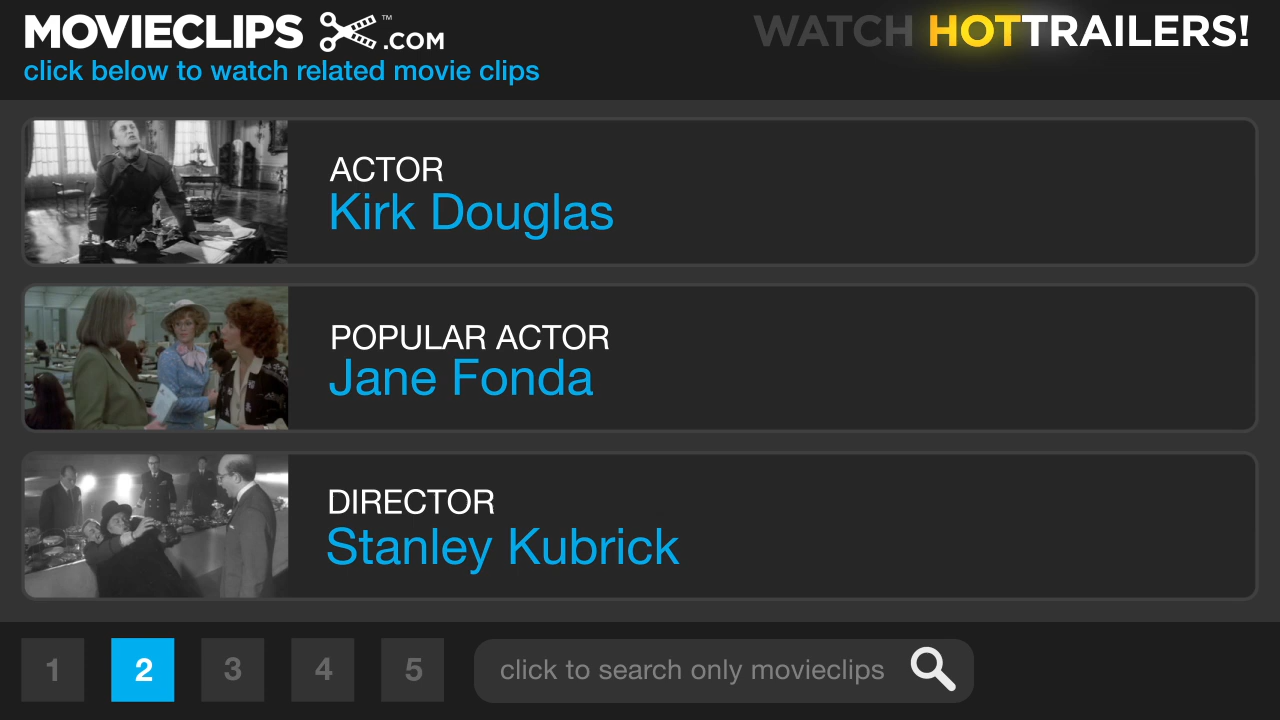 MOVIECLIPS ™ .COM
WATCH HOTTRAILERS!
click below to watch related movie clips
ACTOR
Kirk Douglas
POPULAR ACTOR
Jane Fonda
DIRECTOR
Stanley Kubrick
1 2 3 4 5 click to search only movieclips